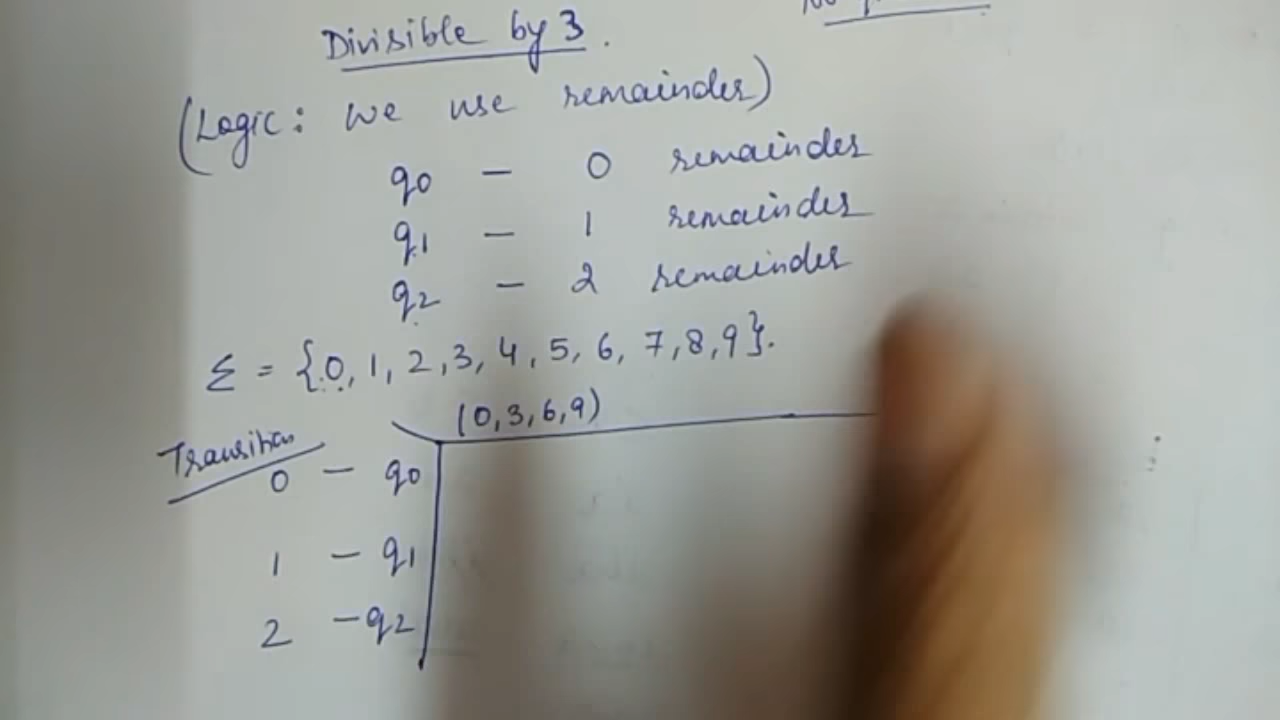 Divisible by 3.
(Logic: we use remainder)
q0 - 0 remainder
q1 - 1 remainder
q2 - 2 remainder
Σ = {0, 1, 2, 3, 4, 5, 6, 7, 8, 9}.
(0, 3, 6, 9)
Transition
0 - q0
1 - q1
2 - q2